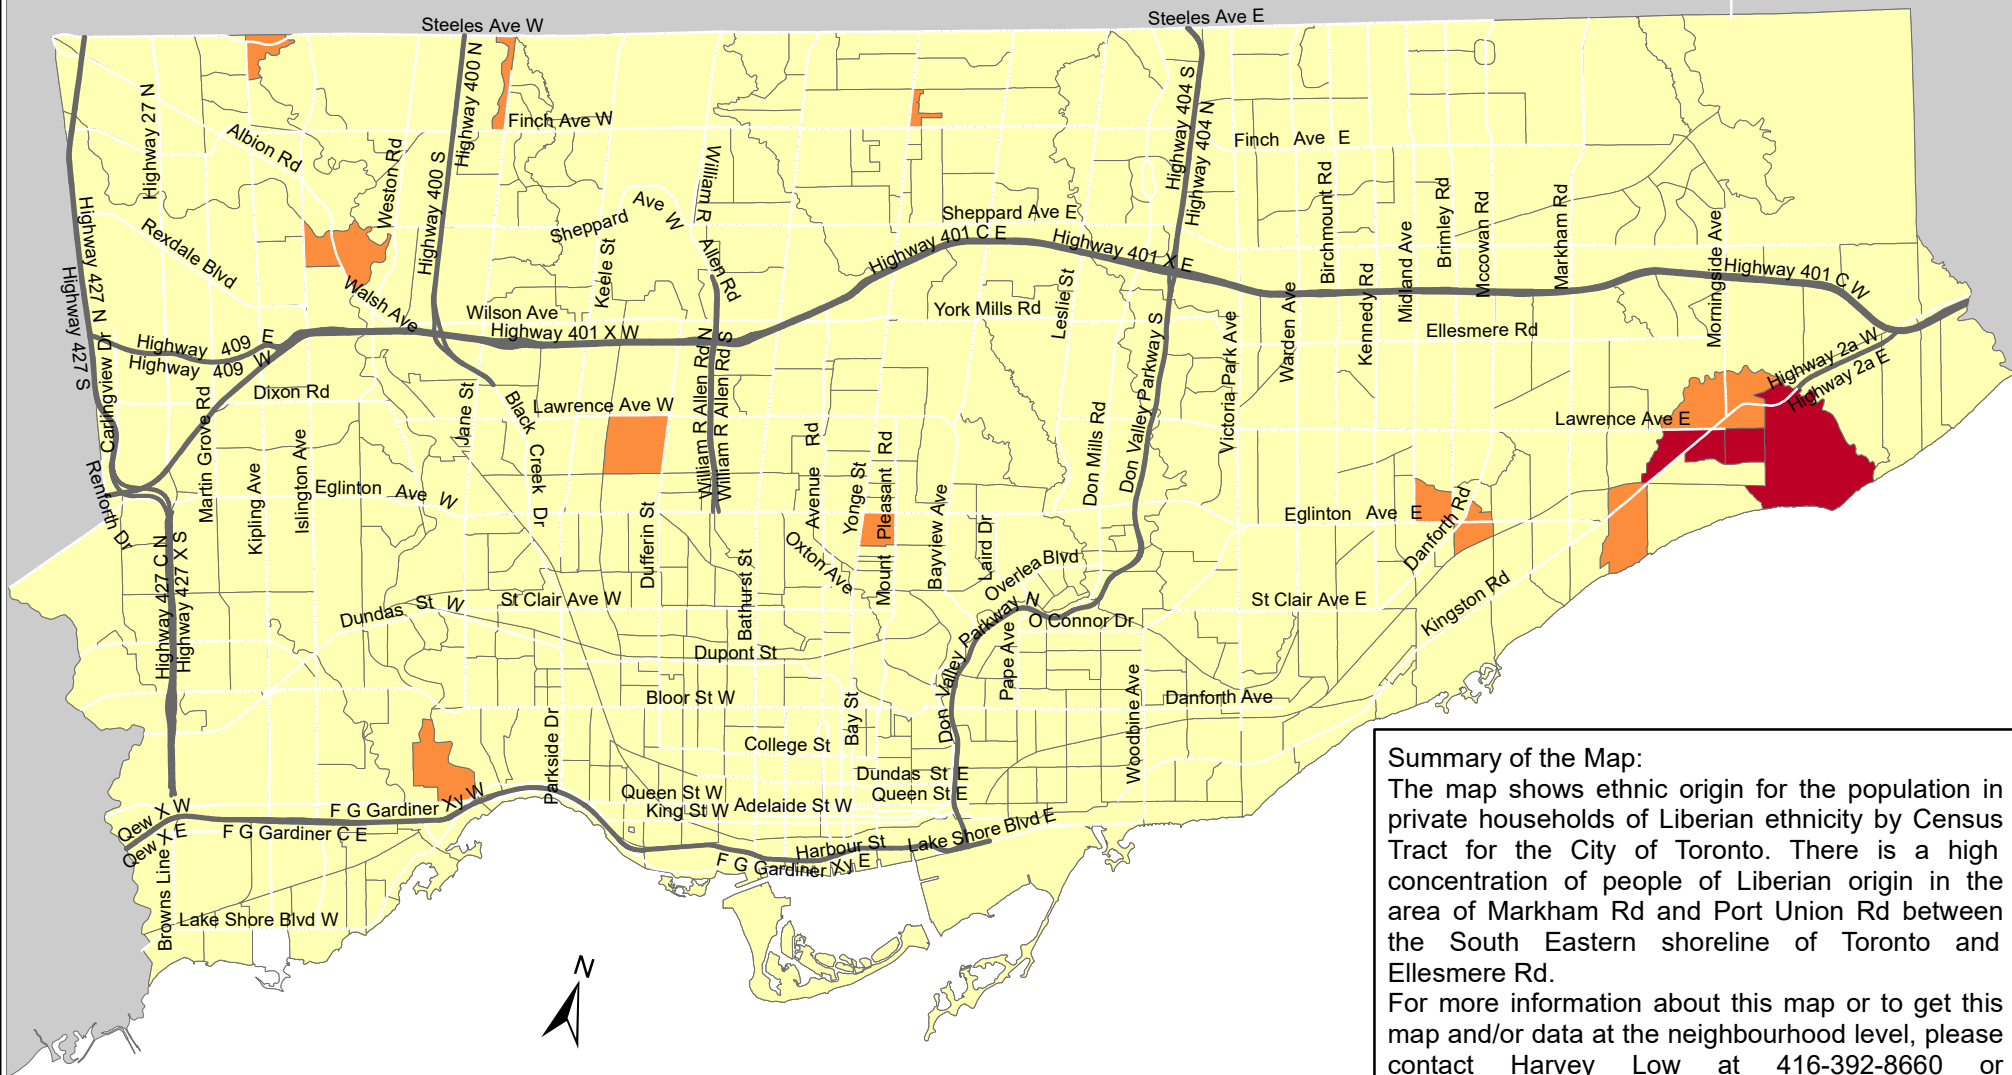 Steeles Ave W
Steeles Ave E
Highway 27 N
Albion Rd
Weston Rd
Highway 400 N
Highway 400 S
Finch Ave W
William R
Allen Rd
Highway 404 S
Highway 404 N
Finch Ave E
Birchmount Rd
Brimley Rd
Mccowan Rd
Markham Rd
Midland Ave
Kennedy Rd
Warden Ave
Morningside Ave
Sheppard Ave W
Sheppard Ave E
Keele St
Rexdale Blvd
Highway 427 N
Highway 427 S
Walsh Ave
Wilson Ave
Highway 401 X W
Highway 401 C E
Highway 401 X E
Highway 401 C W
York Mills Rd
Leslie St
Ellesmere Rd
Highway 409 E
Highway 409 W
Highway 2a W
Highway 2a E
Carlingview Dr
Dixon Rd
Martin Grove Rd
Kipling Ave
Islington Ave
Jane St
Black Creek Dr
Lawrence Ave W
Lawrence Ave E
William R Allen Rd N
William R Allen Rd S
Avenue Rd
Yonge St
Mount Pleasant Rd
Bayview Ave
Laird Dr
Don Mills Rd
Don Valley Parkway S
Victoria Park Ave
Renforth Dr
Eglinton Ave W
Eglinton Ave E
Danforth Rd
Highway 427 C N
Highway 427 X S
Dufferin St
Bathurst St
Oxton Ave
Overlea Blvd
Dundas St W
St Clair Ave W
St Clair Ave E
Kingston Rd
Don Valley Parkway N
O Connor Dr
Pape Ave
Dupont St
Bloor St W
Danforth Ave
Woodbine Ave
Parkside Dr
Bay St
College St
Dundas St E
Queen St E
Queen St W
King St W
Adelaide St W
Qew X W
Qew X E
F G Gardiner Xy W
F G Gardiner C E
Harbour St
Lake Shore Blvd E
F G Gardiner Xy E
Browns Line
Lake Shore Blvd W
N
Summary of the Map:
The map shows ethnic origin for the population in
private households of Liberian ethnicity by Census
Tract for the City of Toronto. There is a high
concentration of people of Liberian origin in the
area of Markham Rd and Port Union Rd between
the South Eastern shoreline of Toronto and
Ellesmere Rd.
For more information about this map or to get this
map and/or data at the neighbourhood level, please
contact Harvey Low at 416-392-8660 or